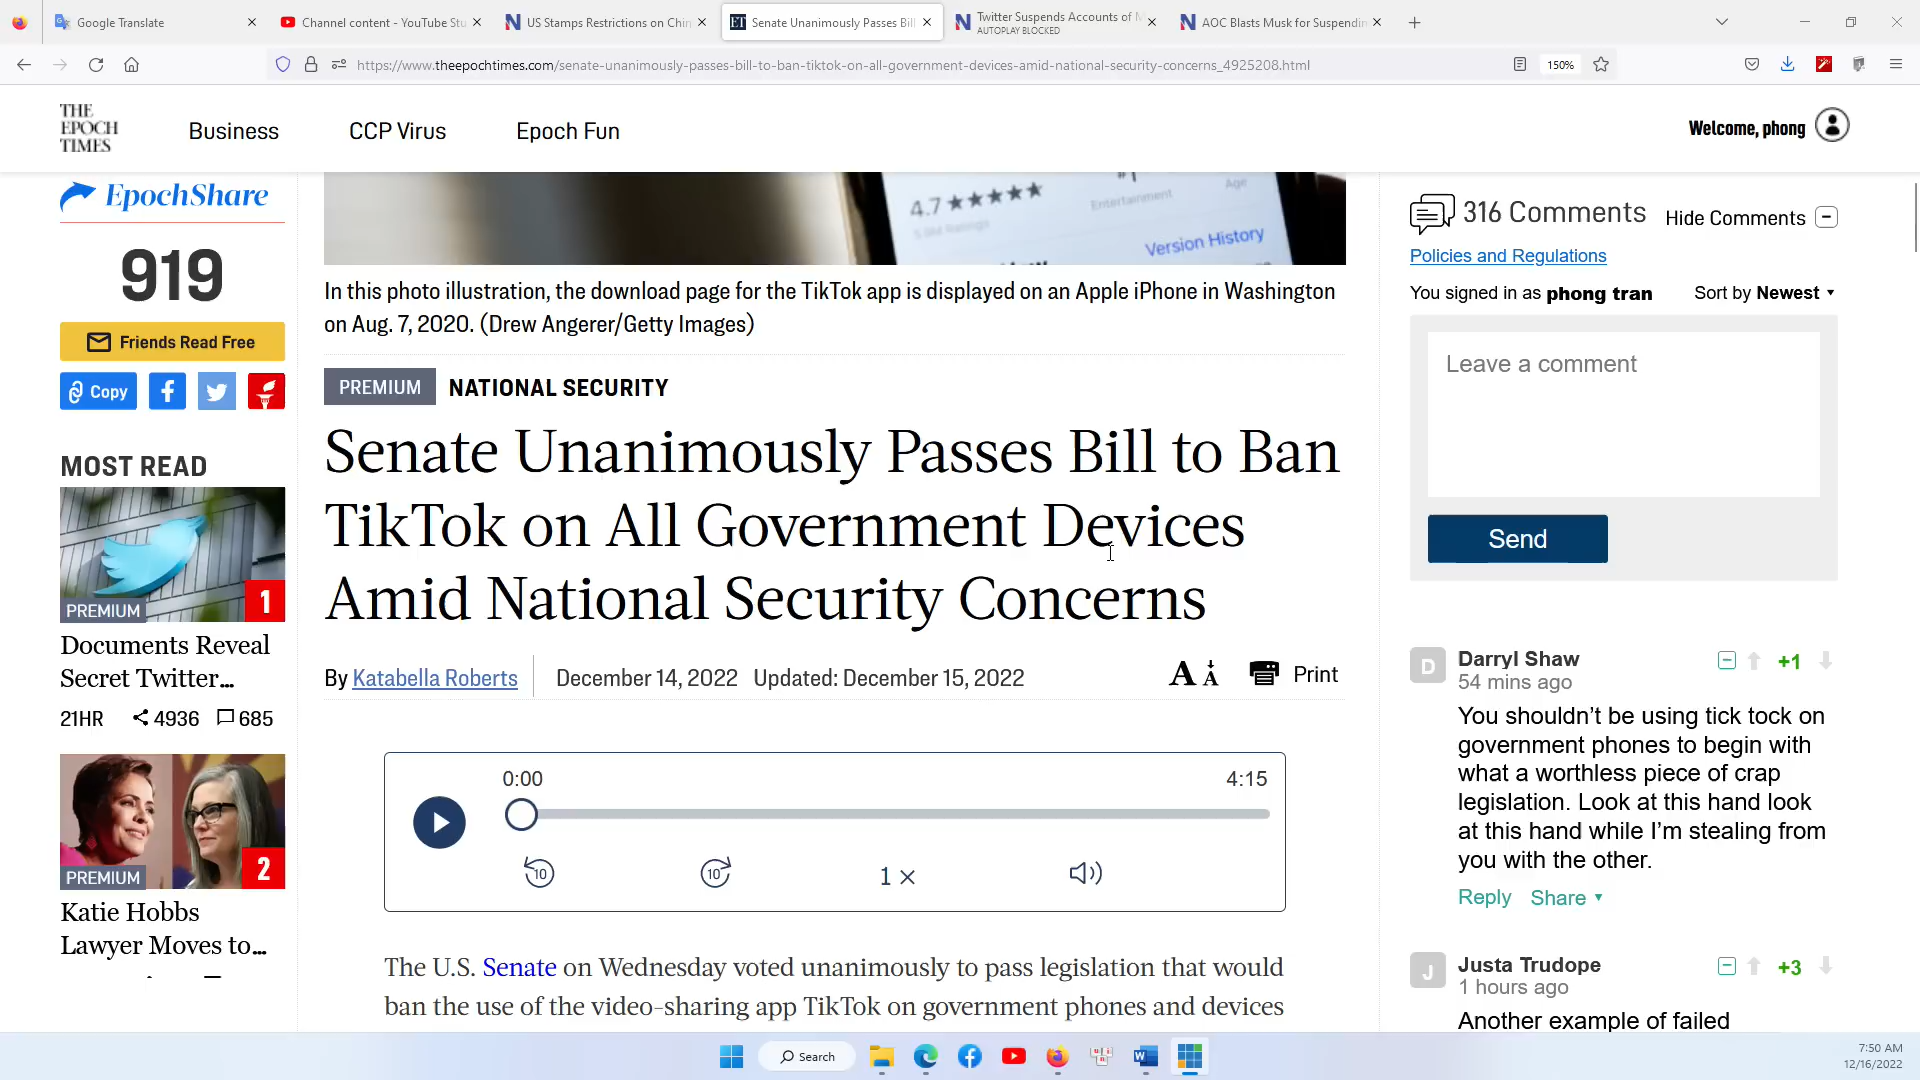 Google Translate
Channel content - YouTube Stu
US Stamps Restrictions on Chin
Senate Unanimously Passes Bil
Twitter Suspends Accounts of M
AUTOPLAY BLOCKED
AOC Blasts Musk for Suspendin
https://www.theepochtimes.com/senate-unanimously-passes-bill-to-ban-tiktok-on-all-government-devices-amid-national-security-concerns_4925208.html
150%
THE
EPOCH
TIMES
Business
CCP Virus
Epoch Fun
Welcome, phong
EpochShare
919
Friends Read Free
Copy
MOST READ
PREMIUM
1
Documents Reveal
Secret Twitter...
21HR
4936
685
PREMIUM
2
Katie Hobbs
Lawyer Moves to...
4.7 ★★★★★
#1
Entertainment
Age
Version History
In this photo illustration, the download page for the TikTok app is displayed on an Apple iPhone in Washington
on Aug. 7, 2020. (Drew Angerer/Getty Images)
PREMIUM
NATIONAL SECURITY
Senate Unanimously Passes Bill to Ban
TikTok on All Government Devices
Amid National Security Concerns
By Katabella Roberts
December 14, 2022
Updated: December 15, 2022
A A
Print
0:00
4:15
10
10
1 ×
The U.S. Senate on Wednesday voted unanimously to pass legislation that would
ban the use of the video-sharing app TikTok on government phones and devices
316 Comments
Hide Comments
Policies and Regulations
You signed in as phong tran
Sort by Newest
Leave a comment
Send
D
Darryl Shaw
+1
54 mins ago
You shouldn't be using tick tock on
government phones to begin with
what a worthless piece of crap
legislation. Look at this hand look
at this hand while I'm stealing from
you with the other.
Reply
Share
J
Justa Trudope
+3
1 hours ago
Another example of failed
Search
7:50 AM
12/16/2022